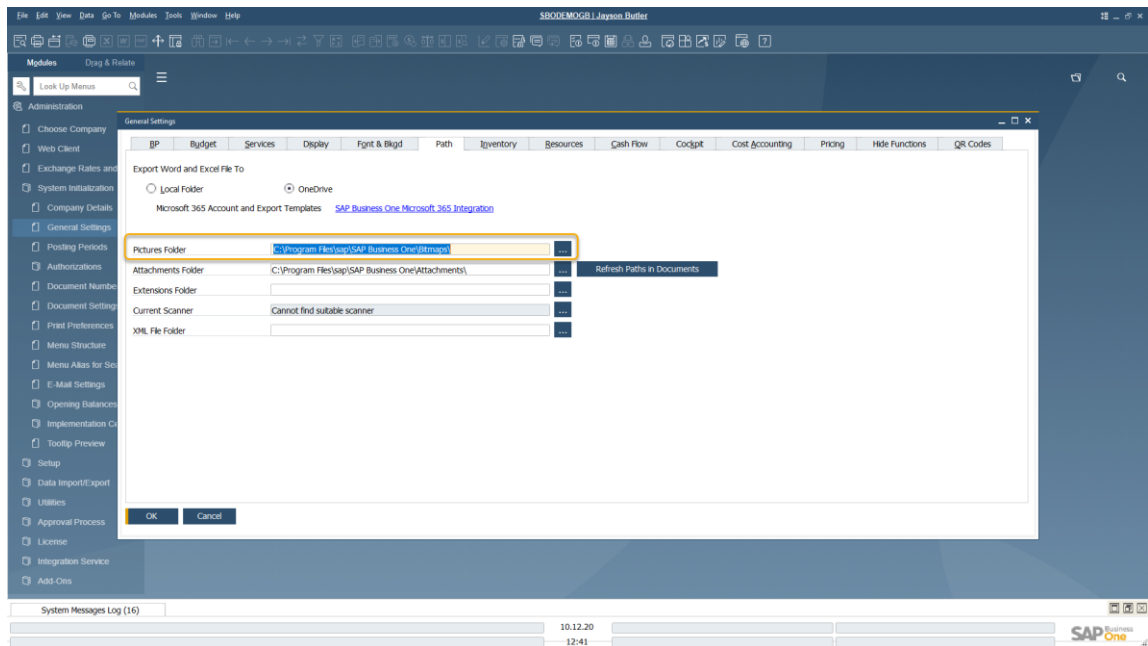 File Edit View Data Go To Modules Tools Window Help
SBODEMOGB | Jayson Butler
Modules Drag & Relate
Look Up Menus
Administration
Choose Company
Web Client
Exchange Rates and
System Initialization
Company Details
General Settings
Posting Periods
Authorizations
Document Numbe
Document Setting
Print Preferences
Menu Structure
Menu Alias for Sea
E-Mail Settings
Opening Balances
Implementation Ce
Tooltip Preview
Setup
Data Import/Export
Utilities
Approval Process
License
Integration Service
Add-Ons
General Settings
BP Budget Services Display Font & Bkgd Path Inventory Resources Cash Flow Cockpit Cost Accounting Pricing Hide Functions QR Codes
Export Word and Excel File To
Local Folder OneDrive
Microsoft 365 Account and Export Templates SAP Business One Microsoft 365 Integration
Pictures Folder C:\Program Files\sap\SAP Business One\Bitmaps\ ...
Attachments Folder C:\Program Files\sap\SAP Business One\Attachments\ ... Refresh Paths in Documents
Extensions Folder ...
Current Scanner Cannot find suitable scanner ...
XML File Folder ...
OK Cancel
System Messages Log (16)
10.12.20
12:41
SAP Business One